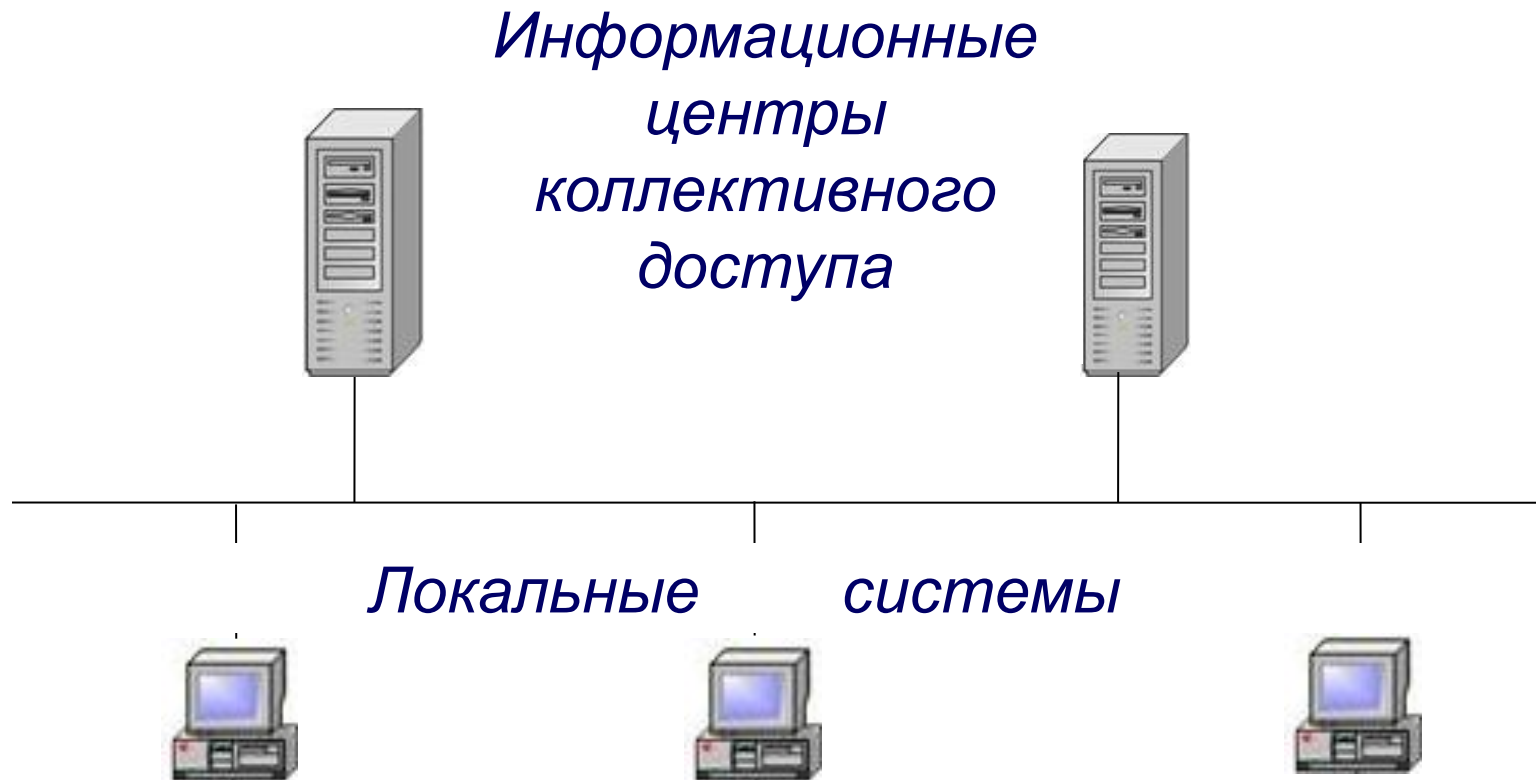 Информационные
центры
коллективного
доступа
Локальные системы